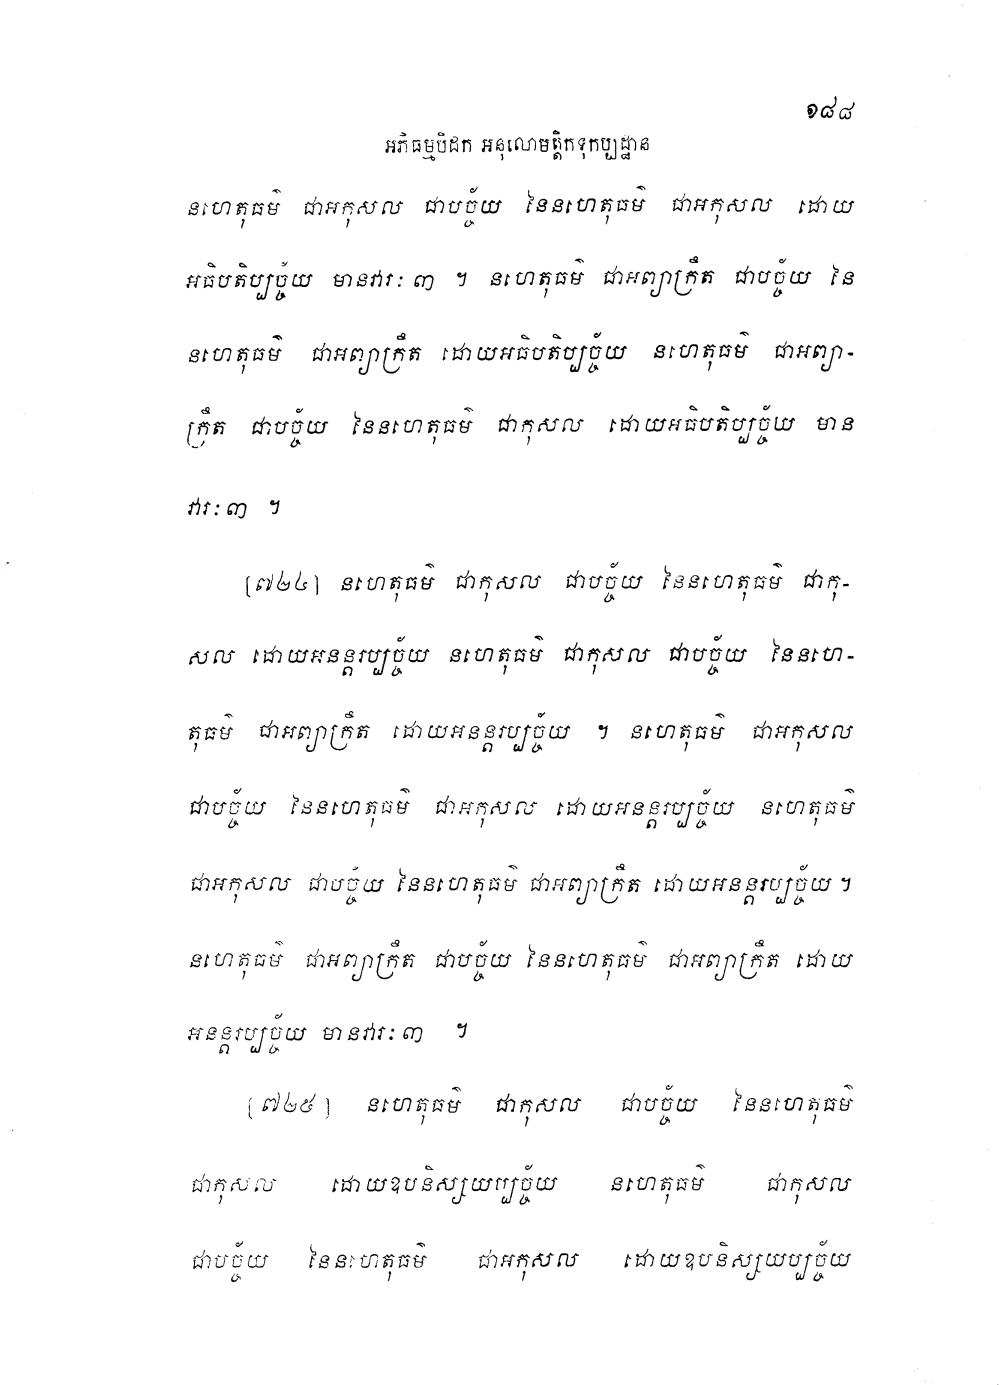 ១៨៨
អភិធម្មបិដក អនុលោមត្តិកទុកប្បដ្ឋាន
នហេតុធម៌ ជាអកុសល ជាបច្ច័យ នៃនហេតុធម៌ ជាអកុសល ដោយ
អធិបតិប្បច្ច័យ មានវារៈ ៣ ។ នហេតុធម៌ ជាអព្យាក្រឹត ជាបច្ច័យ នៃ
នហេតុធម៌ ជាអព្យាក្រឹត ដោយអធិបតិប្បច្ច័យ នហេតុធម៌ ជាអព្យា-
ក្រឹត ជាបច្ច័យ នៃនហេតុធម៌ ជាកុសល ដោយអធិបតិប្បច្ច័យ មាន
វារៈ ៣ ។
[៧២៤] នហេតុធម៌ ជាកុសល ជាបច្ច័យ នៃនហេតុធម៌ ជាកុ-
សល ដោយអនន្តរប្បច្ច័យ នហេតុធម៌ ជាកុសល ជាបច្ច័យ នៃនហេ-
តុធម៌ ជាអព្យាក្រឹត ដោយអនន្តរប្បច្ច័យ ។ នហេតុធម៌ ជាអកុសល
ជាបច្ច័យ នៃនហេតុធម៌ ជាអកុសល ដោយអនន្តរប្បច្ច័យ នហេតុធម៌
ជាអកុសល ជាបច្ច័យ នៃនហេតុធម៌ ជាអព្យាក្រឹត ដោយអនន្តរប្បច្ច័យ ។
នហេតុធម៌ ជាអព្យាក្រឹត ជាបច្ច័យ នៃនហេតុធម៌ ជាអព្យាក្រឹត ដោយ
អនន្តរប្បច្ច័យ មានវារៈ ៣ ។
[៧២៥] នហេតុធម៌ ជាកុសល ជាបច្ច័យ នៃនហេតុធម៌
ជាកុសល ដោយឧបនិស្សយប្បច្ច័យ នហេតុធម៌ ជាកុសល
ជាបច្ច័យ នៃនហេតុធម៌ ជាអកុសល ដោយឧបនិស្សយប្បច្ច័យ